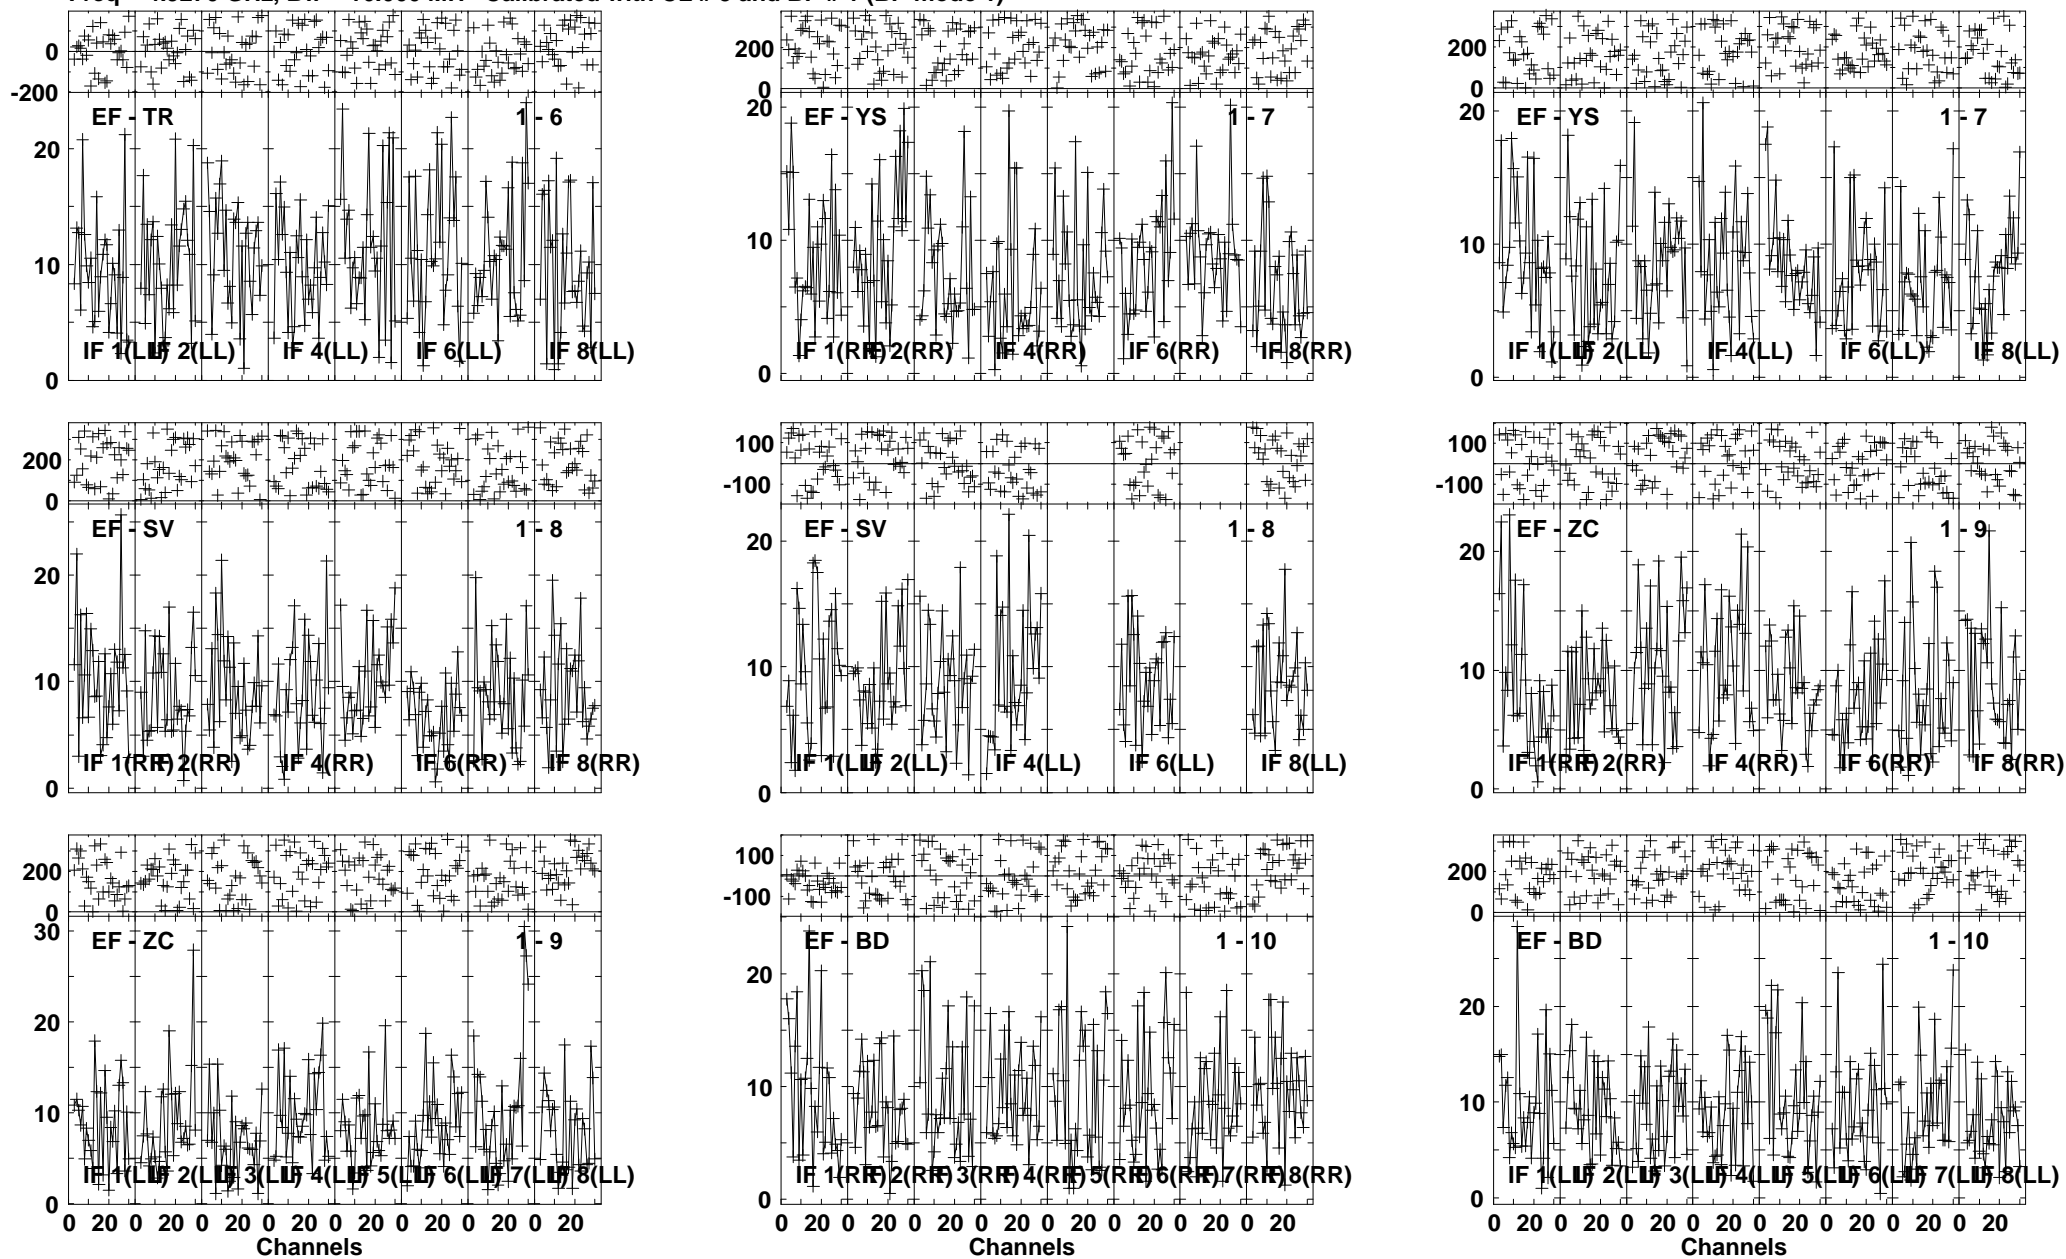 0
-200
EF - TR
1 - 6
20
10
0
IF 1(LL) IF 2(LL) IF 4(LL) IF 6(LL) IF 8(LL)
200
0
EF - YS
1 - 7
20
10
0
IF 1(RR) IF 2(RR) IF 4(RR) IF 6(RR) IF 8(RR)
200
0
EF - YS
1 - 7
20
10
0
IF 1(LL) IF 2(LL) IF 4(LL) IF 6(LL) IF 8(LL)
200
0
EF - SV
1 - 8
20
10
0
IF 1(RR) IF 2(RR) IF 4(RR) IF 6(RR) IF 8(RR)
100
-100
EF - SV
1 - 8
20
10
0
IF 1(LL) IF 2(LL) IF 4(LL) IF 6(LL) IF 8(LL)
100
-100
EF - ZC
1 - 9
20
10
0
IF 1(RR) IF 2(RR) IF 4(RR) IF 6(RR) IF 8(RR)
200
0
EF - ZC
1 - 9
30
20
10
0
IF 1(LL) IF 2(LL) IF 3(LL) IF 4(LL) IF 5(LL) IF 6(LL) IF 7(LL) IF 8(LL)
0 20 0 20 0 20 0 20 0 20 0 20 0 20 0 20
Channels
100
-100
EF - BD
1 - 10
20
10
0
IF 1(RR) IF 2(RR) IF 3(RR) IF 4(RR) IF 5(RR) IF 6(RR) IF 7(RR) IF 8(RR)
0 20 0 20 0 20 0 20 0 20 0 20 0 20 0 20
Channels
200
0
EF - BD
1 - 10
20
10
0
IF 1(LL) IF 2(LL) IF 3(LL) IF 4(LL) IF 5(LL) IF 6(LL) IF 7(LL) IF 8(LL)
0 20 0 20 0 20 0 20 0 20 0 20 0 20 0 20
Channels